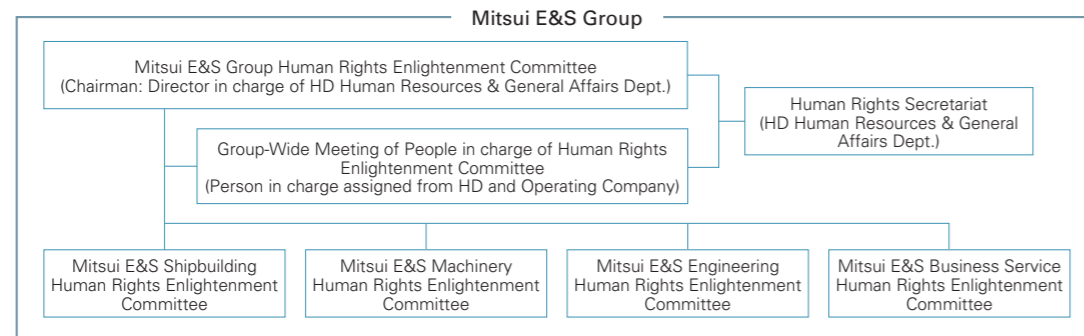 Mitsui E&S Group
Mitsui E&S Group Human Rights Enlightenment Committee
(Chairman: Director in charge of HD Human Resources & General Affairs Dept.)
Human Rights Secretariat
(HD Human Resources & General
Affairs Dept.)
Group-Wide Meeting of People in charge of Human Rights
Enlightenment Committee
(Person in charge assigned from HD and Operating Company)
Mitsui E&S Shipbuilding
Human Rights Enlightenment
Committee
Mitsui E&S Machinery
Human Rights Enlightenment
Committee
Mitsui E&S Engineering
Human Rights Enlightenment
Committee
Mitsui E&S Business Service
Human Rights Enlightenment
Committee